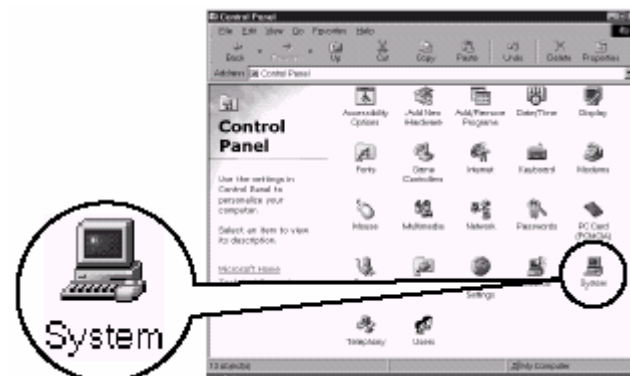 Control Panel
File Edit View Go Favorites Help
Back Up Cut Copy Paste Undo Delete Properties
Address Control Panel
Control
Panel
Use the settings in
Control Panel to
personalize your
computer.
Select an item to view
its description.
Microsoft Home
Accessibility
Options
Add New
Hardware
Add/Remove
Programs
Date/Time
Display
Fonts
Game
Controllers
Internet
Keyboard
Modems
Mouse
Multimedia
Network
Passwords
PC Card
(PCMCIA)
Settings
System
Telephony
Users
My Computer
System